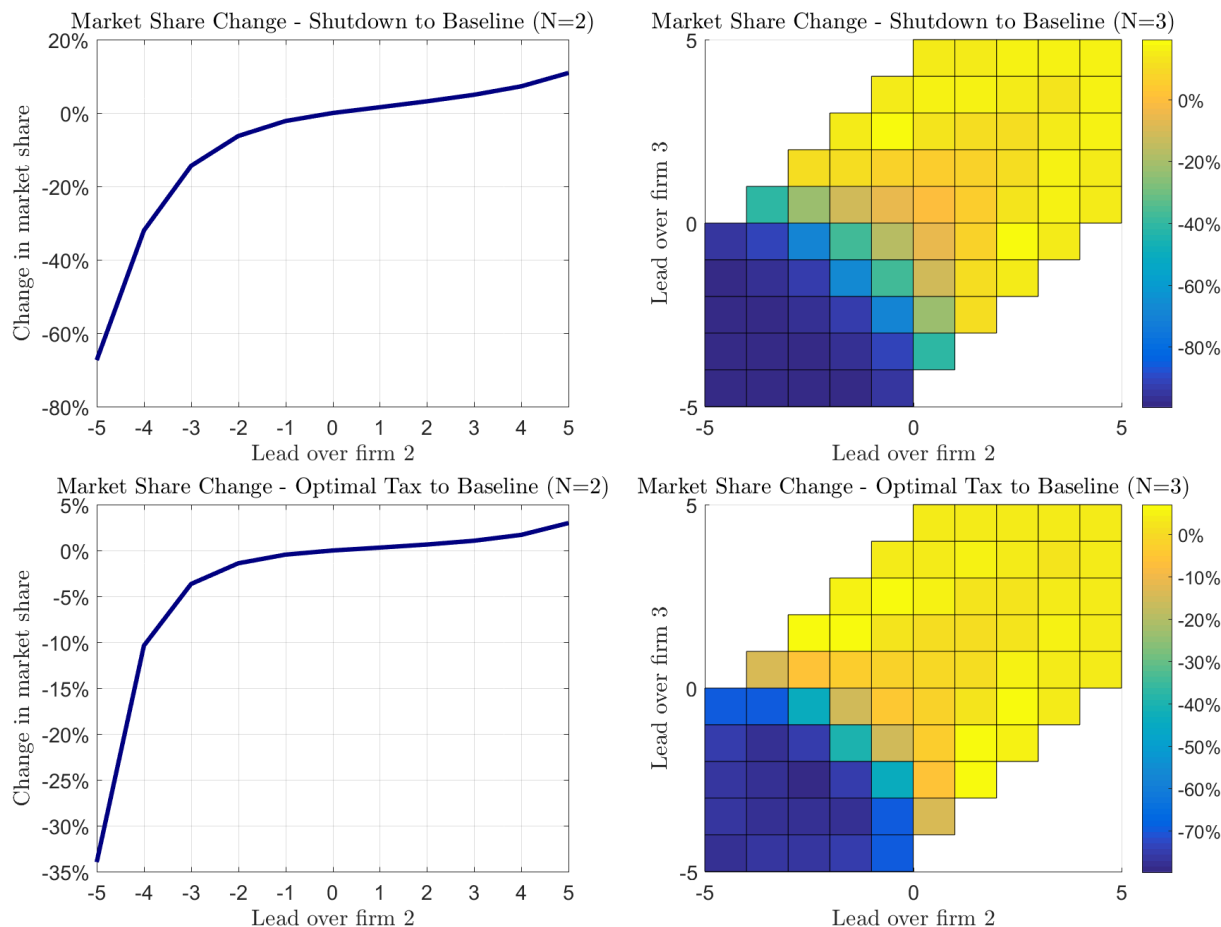 Market Share Change - Shutdown to Baseline (N=2)
20%
0%
-20%
-40%
-60%
-80%
Change in market share
-5 -4 -3 -2 -1 0 1 2 3 4 5
Lead over firm 2
Market Share Change - Shutdown to Baseline (N=3)
5
0
-5
Lead over firm 3
-5 0 5
Lead over firm 2
0%
-20%
-40%
-60%
-80%
Market Share Change - Optimal Tax to Baseline (N=2)
5%
0%
-5%
-10%
-15%
-20%
-25%
-30%
-35%
Change in market share
-5 -4 -3 -2 -1 0 1 2 3 4 5
Lead over firm 2
Market Share Change - Optimal Tax to Baseline (N=3)
5
0
-5
Lead over firm 3
-5 0 5
Lead over firm 2
0%
-10%
-20%
-30%
-40%
-50%
-60%
-70%